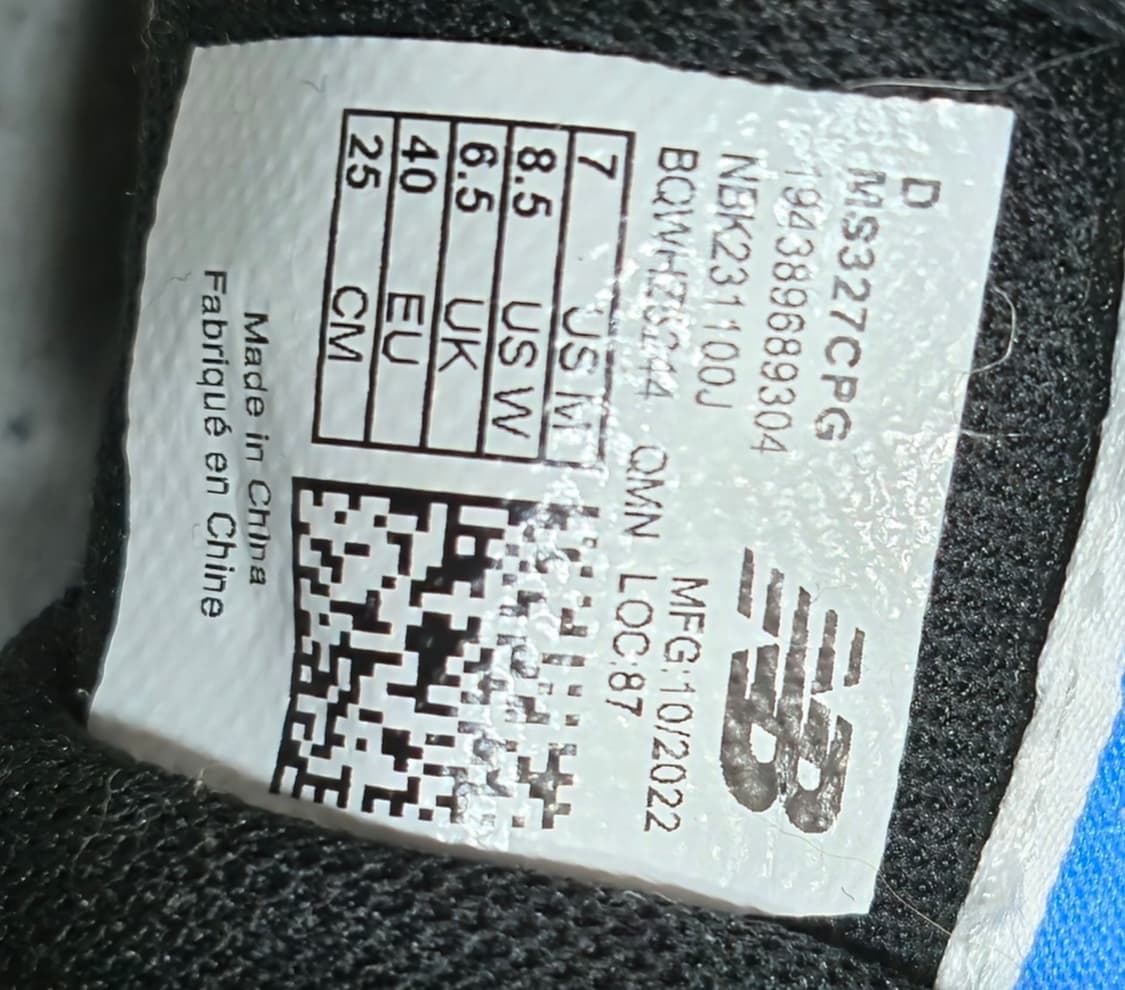 D
MS327CPG
194389689304
NBK231100J
QMN
MFG:10/2022
LOC:87
7 US M
8.5 US W
6.5 UK
40 EU
25 CM
Made in China
Fabriqué en Chine